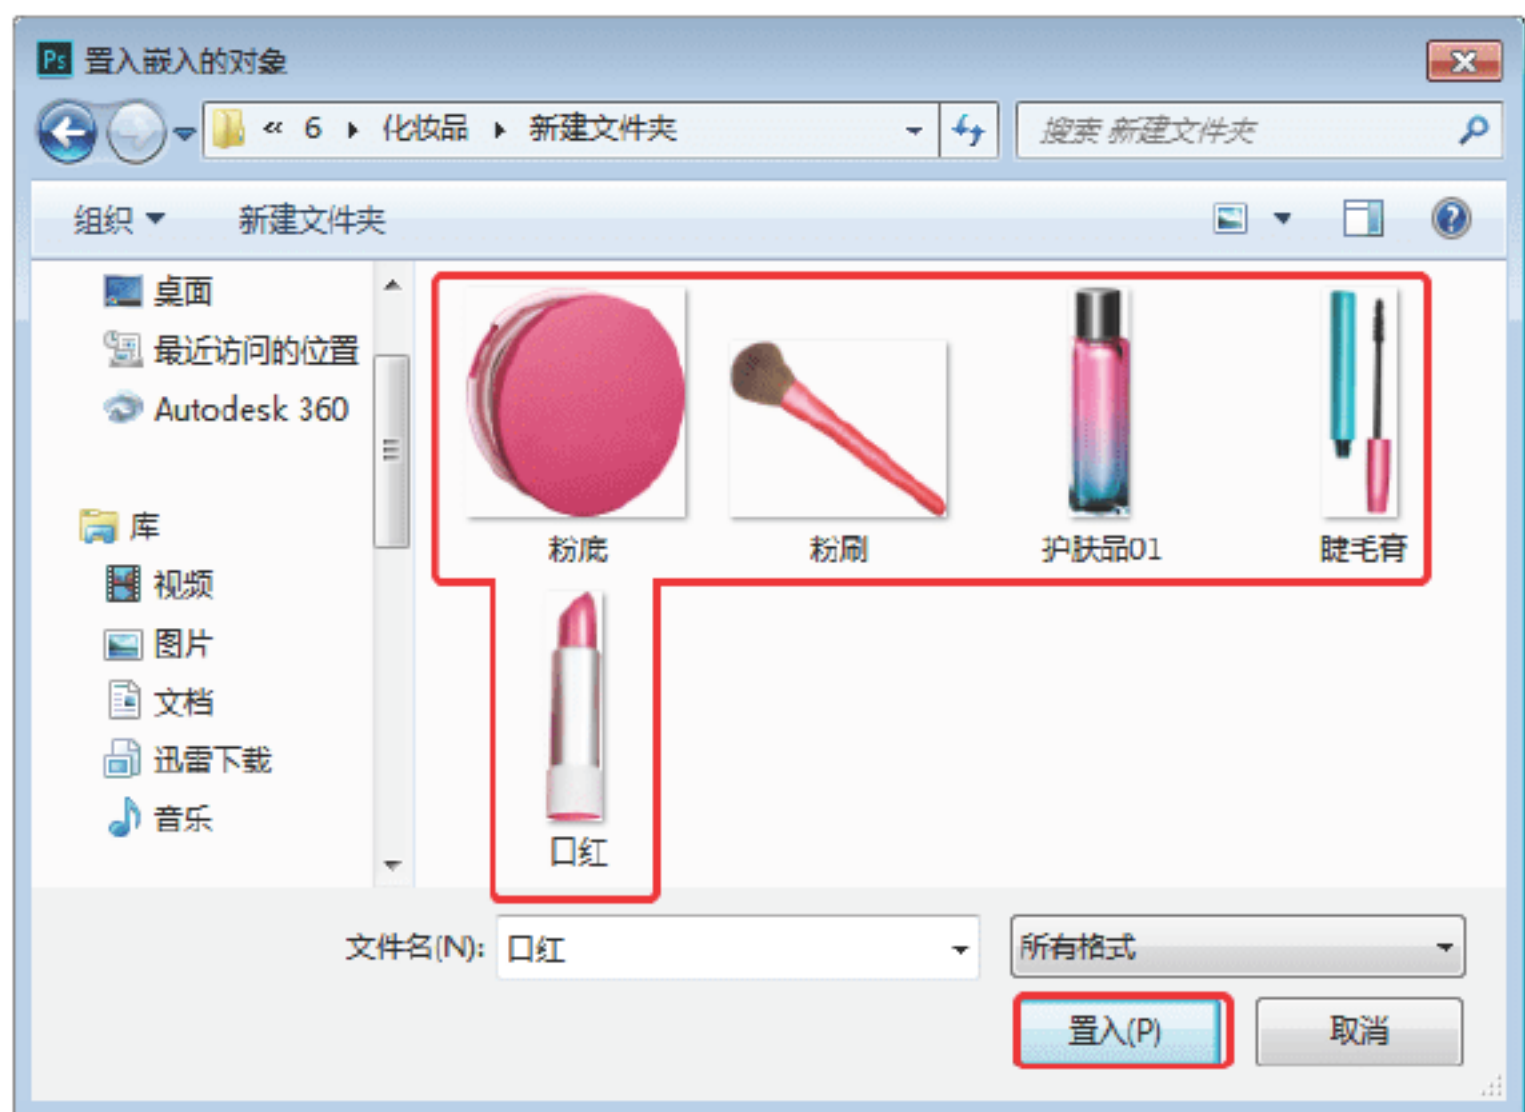 Ps 置入嵌入的对象
« 6 ▸ 化妆品 ▸ 新建文件夹
搜索 新建文件夹
组织 新建文件夹
桌面
最近访问的位置
Autodesk 360
库
视频
图片
文档
迅雷下载
音乐
粉底 粉刷 护肤品01 睫毛膏
口红
文件名(N): 口红 所有格式
置入(P) 取消